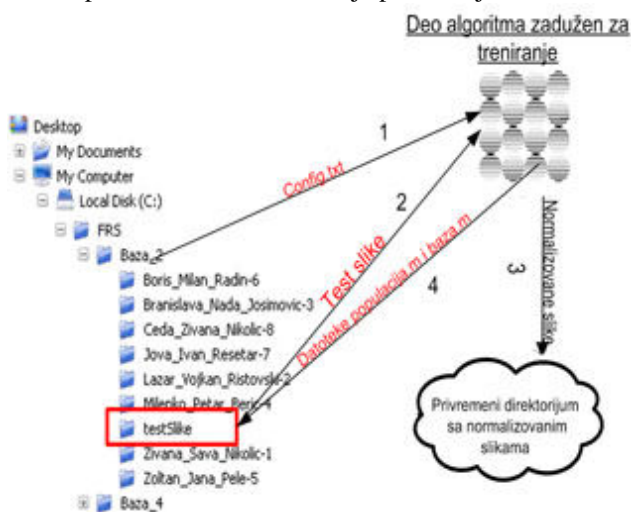 Deo algoritma zadužen za
treniranje
Desktop
My Documents
My Computer
Local Disk (C:)
FRS
Baza_2
Boris_Milan_Radin-6
Branislava_Nada_Josimovic-3
Ceda_Zivana_Nikolic-8
Jova_Ivan_Resetar-7
Lazar_Vojkan_Ristovski-2
Milenko_Petar_Beric-4
testSlike
Zivana_Sava_Nikolic-1
Zoltan_Jana_Pele-5
Baza_4
1
Config.txt
2
Test slike
4
Datoteke populacija.m i baza.m
3
Normalizovane slike
Privremeni direktorijum
sa normalizovanim
slikama